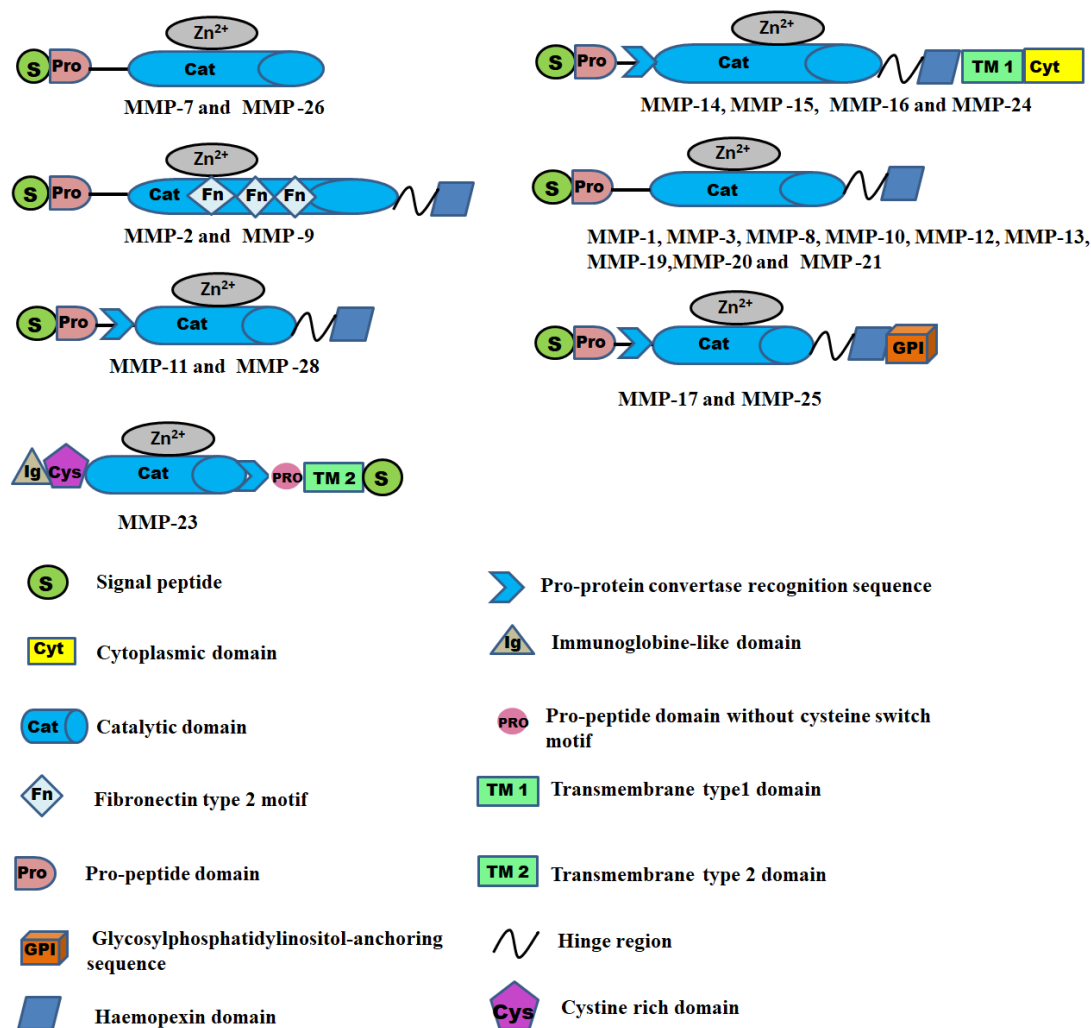 Zn2+
S Pro Cat
MMP-7 and MMP-26
Zn2+
S Pro Cat TM 1 Cyt
MMP-14, MMP-15, MMP-16 and MMP-24
Zn2+
S Pro Cat Fn Fn Fn
MMP-2 and MMP-9
Zn2+
S Pro Cat
MMP-1, MMP-3, MMP-8, MMP-10, MMP-12, MMP-13,
MMP-19,MMP-20 and MMP-21
Zn2+
S Pro Cat
MMP-11 and MMP-28
Zn2+
S Pro Cat GPI
MMP-17 and MMP-25
Zn2+
Ig Cys Cat PRO TM 2 S
MMP-23
S Signal peptide
Pro-protein convertase recognition sequence
Cyt Cytoplasmic domain
Ig Immunoglobine-like domain
Cat Catalytic domain
PRO Pro-peptide domain without cysteine switch
motif
Fn Fibronectin type 2 motif
TM 1 Transmembrane type1 domain
Pro Pro-peptide domain
TM 2 Transmembrane type 2 domain
GPI Glycosylphosphatidylinositol-anchoring
sequence
Hinge region
Haemopexin domain
Cys Cystine rich domain